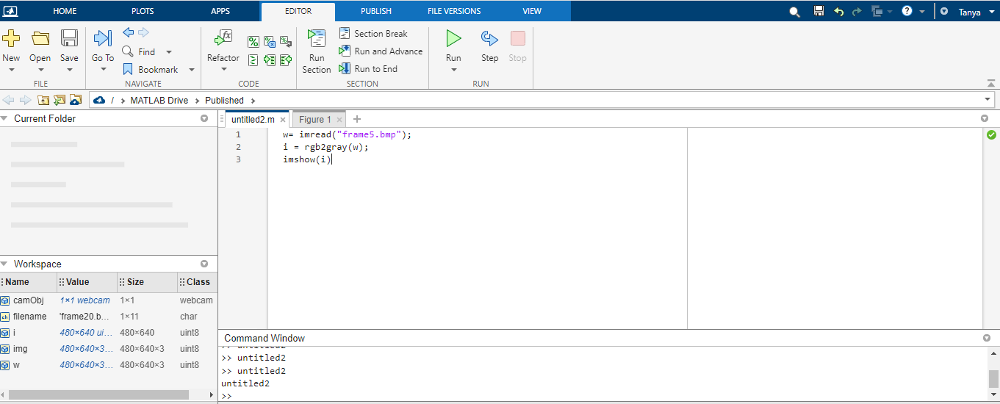 HOME PLOTS APPS EDITOR PUBLISH FILE VERSIONS VIEW Tanya
New Open Save Go To Find Bookmark Refactor Run Section Section Break Run and Advance Run to End Run Step Stop
FILE NAVIGATE CODE SECTION RUN
/ > MATLAB Drive > Published >
Current Folder
untitled2.m × Figure 1 × +
1 w= imread("frame5.bmp");
2 i = rgb2gray(w);
3 imshow(i)
Workspace
Name Value Size Class
camObj 1×1 webcam 1×1 webcam
filename 'frame20.b... 1×11 char
i 480×640 ui... 480×640 uint8
img 480×640×3... 480×640×3 uint8
w 480×640×3... 480×640×3 uint8
Command Window
>> untitled2
>> untitled2
>> untitled2
untitled2
>>